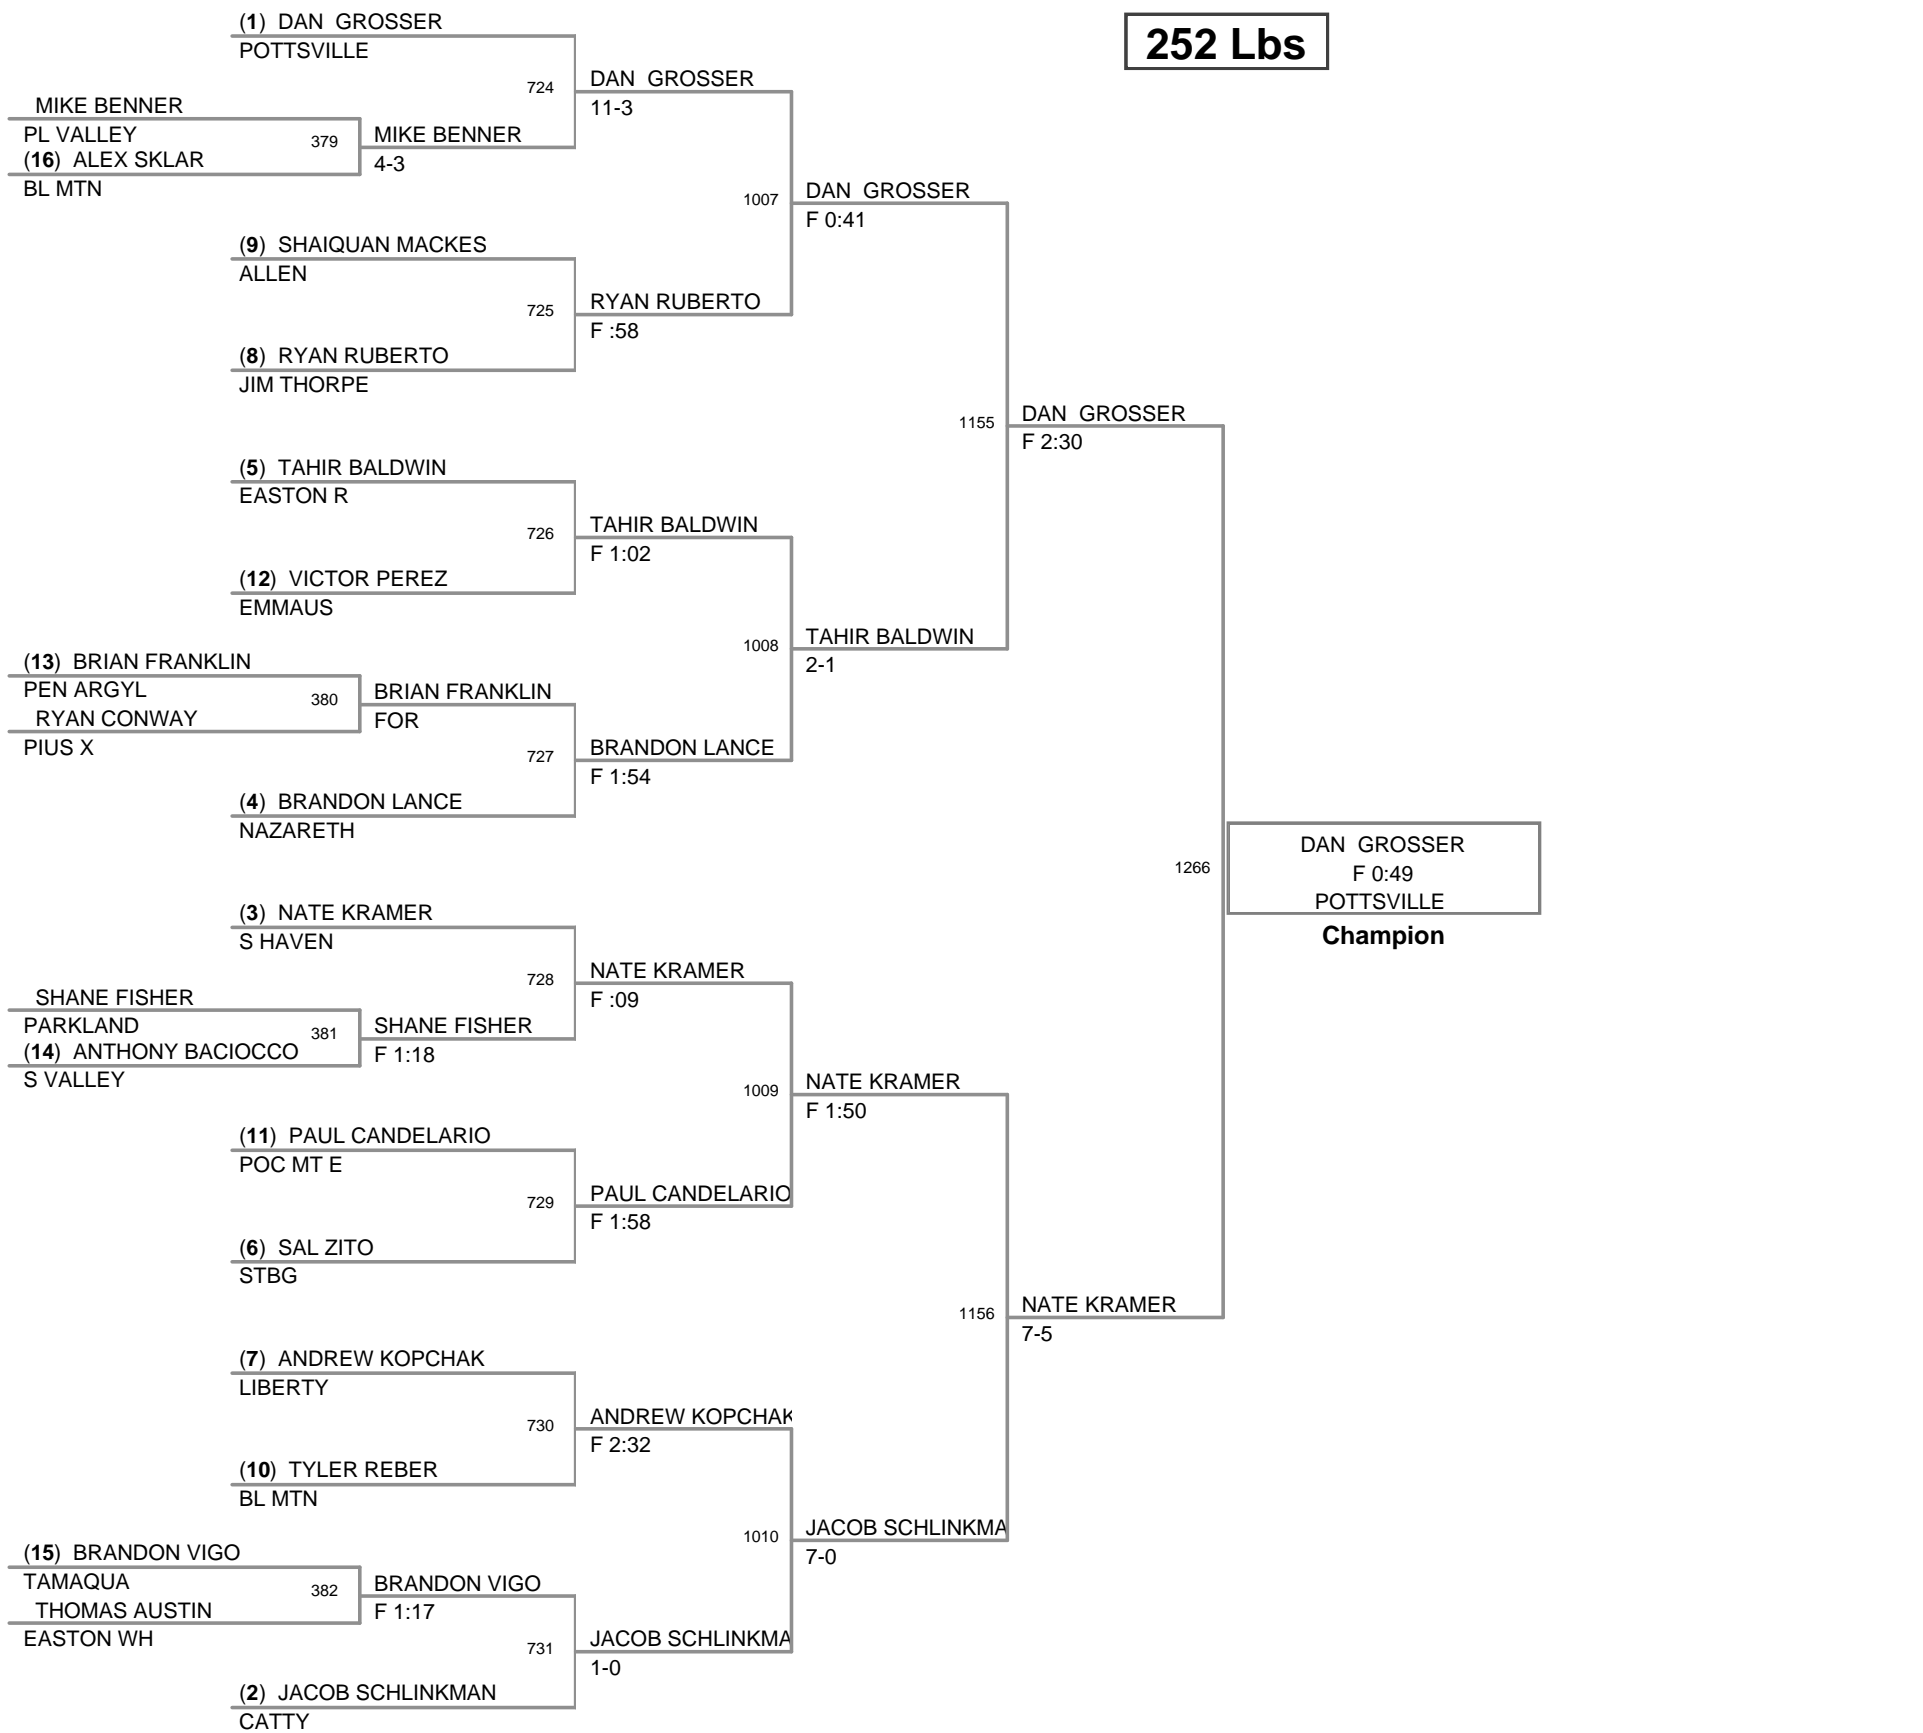 252 Lbs
(1) DAN GROSSER
POTTSVILLE
724
DAN GROSSER
11-3
MIKE BENNER
PL VALLEY
379
(16) ALEX SKLAR
BL MTN
MIKE BENNER
4-3
1007
DAN GROSSER
F 0:41
(9) SHAIQUAN MACKES
ALLEN
725
RYAN RUBERTO
F :58
(8) RYAN RUBERTO
JIM THORPE
1155
DAN GROSSER
F 2:30
(5) TAHIR BALDWIN
EASTON R
726
TAHIR BALDWIN
F 1:02
(12) VICTOR PEREZ
EMMAUS
1008
TAHIR BALDWIN
2-1
(13) BRIAN FRANKLIN
PEN ARGYL
380
RYAN CONWAY
PIUS X
BRIAN FRANKLIN
FOR
727
BRANDON LANCE
F 1:54
(4) BRANDON LANCE
NAZARETH
1266
DAN GROSSER
F 0:49
POTTSVILLE
Champion
(3) NATE KRAMER
S HAVEN
728
NATE KRAMER
F :09
SHANE FISHER
PARKLAND
381
(14) ANTHONY BACIOCCO
S VALLEY
SHANE FISHER
F 1:18
1009
NATE KRAMER
F 1:50
(11) PAUL CANDELARIO
POC MT E
729
PAUL CANDELARIO
F 1:58
(6) SAL ZITO
STBG
1156
NATE KRAMER
7-5
(7) ANDREW KOPCHAK
LIBERTY
730
ANDREW KOPCHAK
F 2:32
(10) TYLER REBER
BL MTN
1010
JACOB SCHLINKMA
7-0
(15) BRANDON VIGO
TAMAQUA
382
THOMAS AUSTIN
EASTON WH
BRANDON VIGO
F 1:17
731
JACOB SCHLINKMA
1-0
(2) JACOB SCHLINKMAN
CATTY